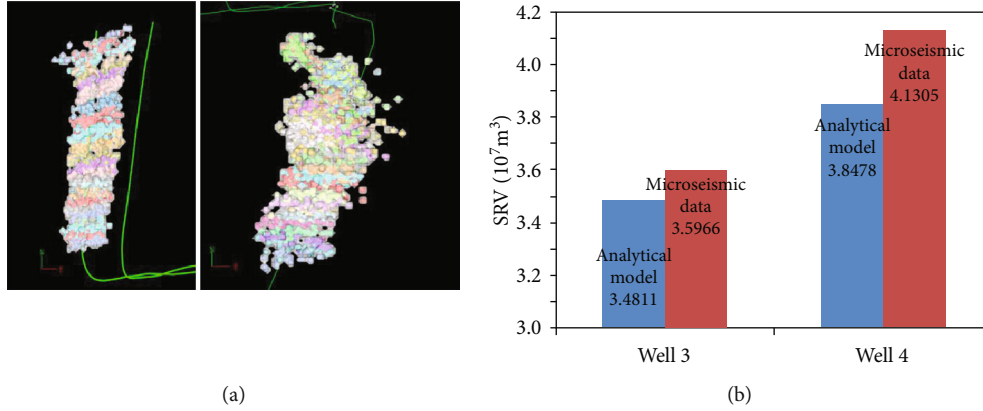 SRV (10⁷m³)
4.2
4.0
3.8
3.6
3.4
3.2
3.0
Analytical
model
3.4811
Microseismic
data
3.5966
Analytical
model
3.8478
Microseismic
data
4.1305
Well 3
Well 4
(a)
(b)